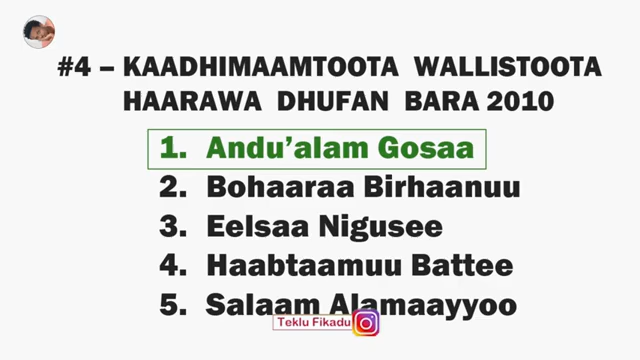 #4 – KAADHIMAAMTOOTA WALLISTOOTA
HAARAWA DHUFAN BARA 2010
1. Andu’alam Gosaa
2. Bohaaraa Birhaanuu
3. Eelsaa Nigusee
4. Haabtaamuu Battee
5. Salaam Alamaayyoo
Teklu Fikadu